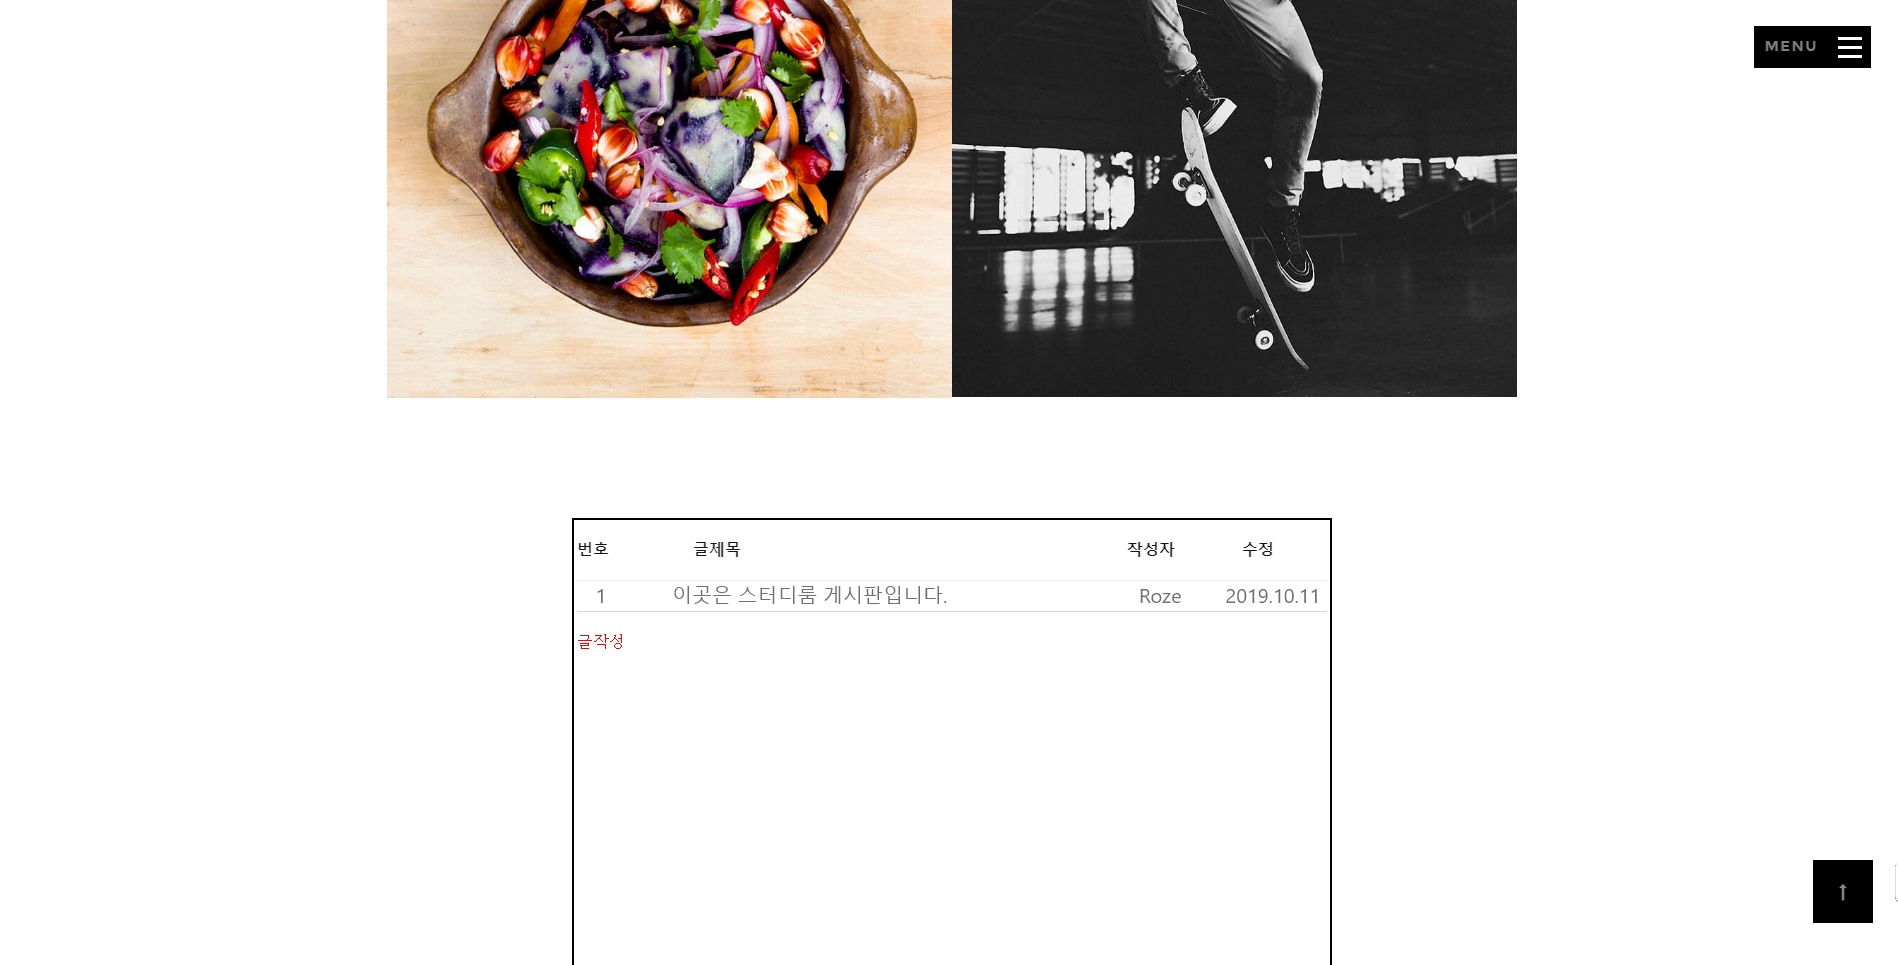 MENU
번호 글제목 작성자 수정
1 이곳은 스터디룸 게시판입니다. Roze 2019.10.11
글작성
↑